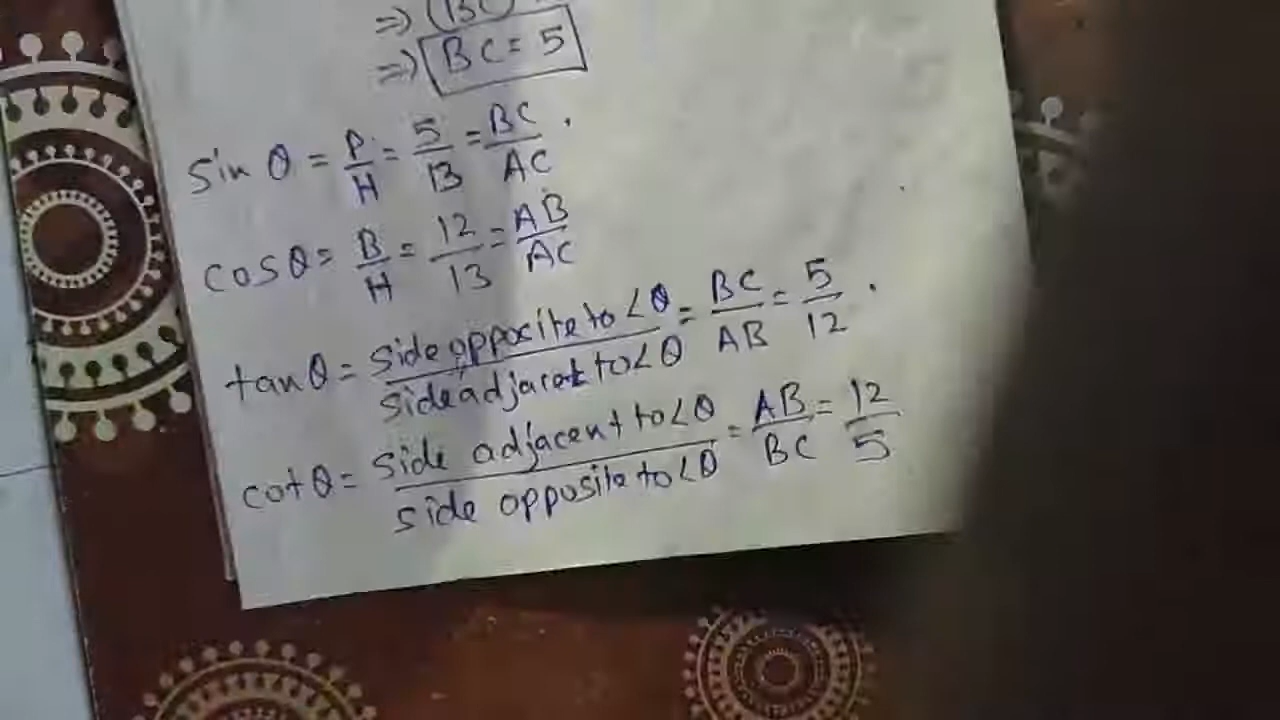 => (BC)
=> BC = 5
sin θ = P/H = 5/13 = BC/AC .
cos θ = B/H = 12/13 = AB/AC
tan θ = side opposite to ∠θ / side adjacent to ∠θ = BC/AB = 5/12 .
cot θ = side adjacent to ∠θ / side opposite to ∠θ = AB/BC = 12/5